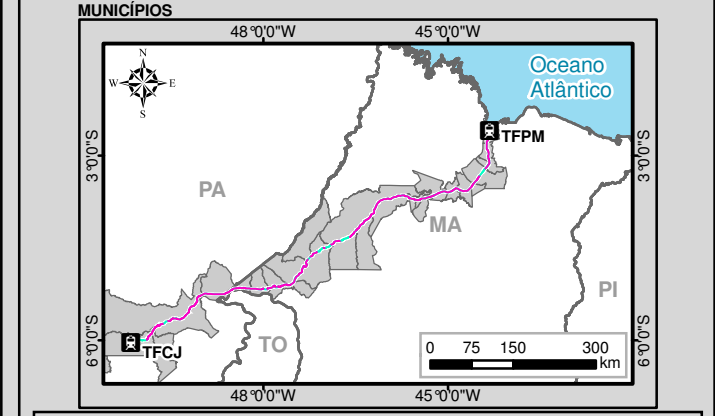 MUNICÍPIOS
48°0'0"W 45°0'0"W
N
W E
S
Oceano
Atlântico
TFPM
3°0'0"S 3°0'0"S
PA
MA
PI
6°0'0"S 6°0'0"S
TFCJ
TO
0 75 150 300
km
48°0'0"W 45°0'0"W